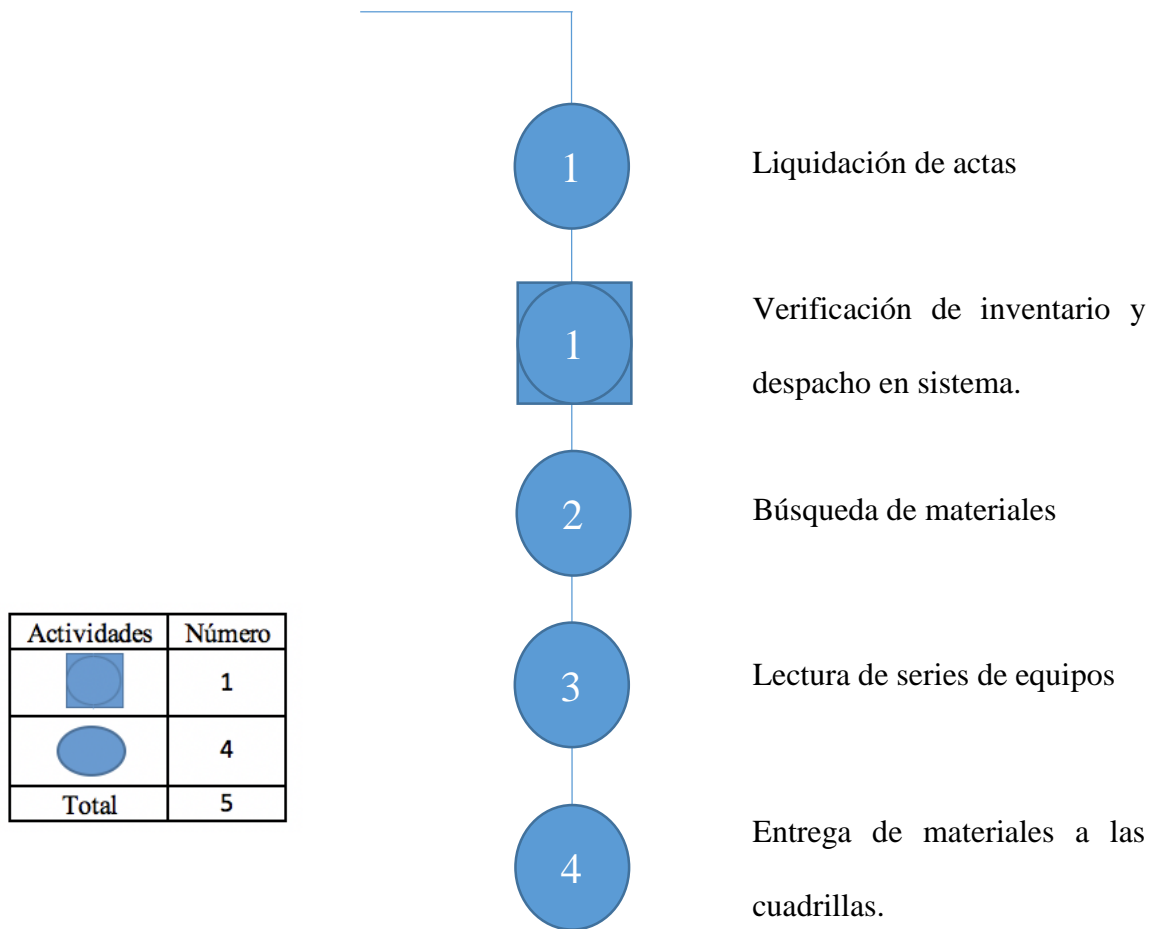 1
Liquidación de actas
1
Verificación de inventario y
despacho en sistema.
2
Búsqueda de materiales
3
Lectura de series de equipos
4
Entrega de materiales a las
cuadrillas.
Actividades Número
1
4
Total 5